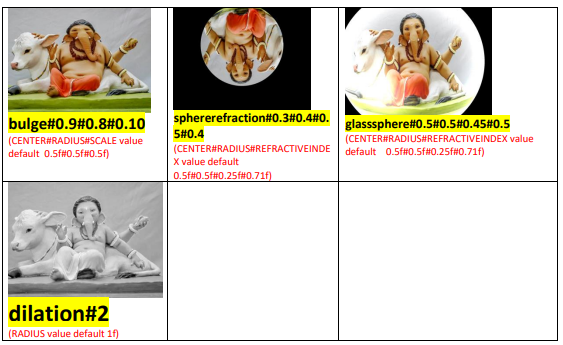 bulge#0.9#0.8#0.10
(CENTER#RADIUS#SCALE value
default 0.5f#0.5f#0.5f)
sphererefraction#0.3#0.4#0.
5#0.4
(CENTER#RADIUS#REFRACTIVEINDE
X value default
0.5f#0.5f#0.25f#0.71f)
glasssphere#0.5#0.5#0.45#0.5
(CENTER#RADIUS#REFRACTIVEINDEX value
default 0.5f#0.5f#0.25f#0.71f)
dilation#2
(RADIUS value default 1f)